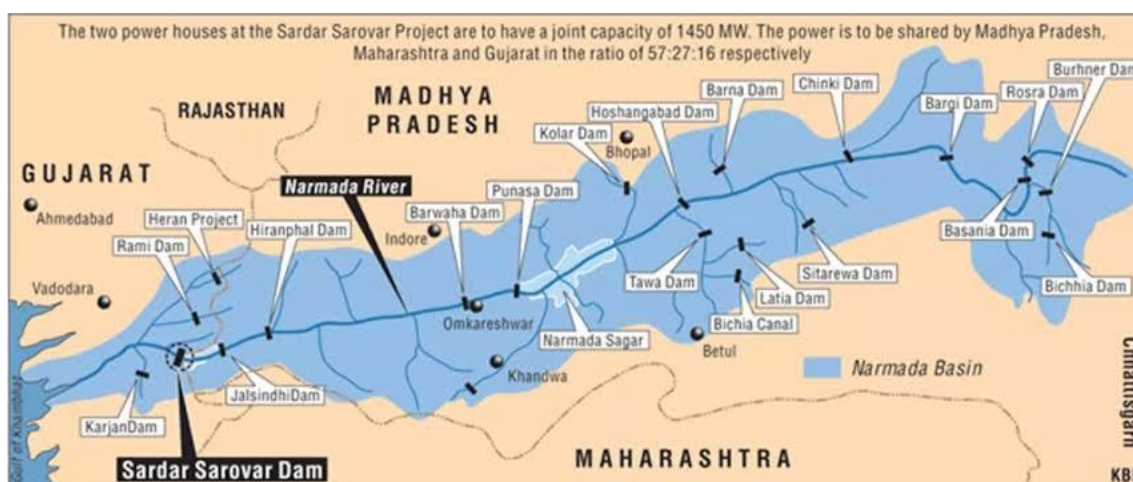 The two power houses at the Sardar Sarovar Project are to have a joint capacity of 1450 MW. The power is to be shared by Madhya Pradesh,
Maharashtra and Gujarat in the ratio of 57:27:16 respectively
Burhner Dam
Chinki Dam
Rosra Dam
Barna Dam
Bargi Dam
MADHYA
PRADESH
RAJASTHAN
Hoshangabad Dam
Kolar Dam
Bhopal
GUJARAT
Narmada River
Punasa Dam
Ahmedabad
Heran Project
Barwaha Dam
Hiranphal Dam
Indore
Rami Dam
Basania Dam
Sitarewa Dam
Tawa Dam
Bichhia Dam
Vadodara
Latia Dam
Omkareshwar
Bichia Canal
Narmada Sagar
Betul
Khandwa
Narmada Basin
JalsindhiDam
KarjanDam
Gulf of Khambhat
Chhattisgarh
MAHARASHTRA
Sardar Sarovar Dam
KB